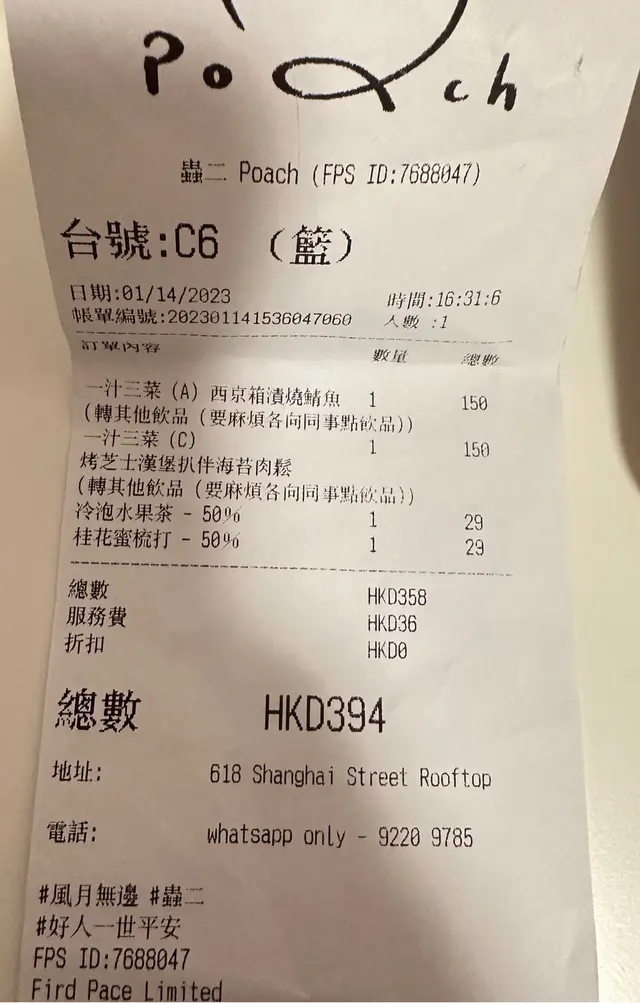 Poach
蟲二 Poach (FPS ID:7688047)
台號:C6 (籃)
日期:01/14/2023 時間:16:31:6
帳單編號:202301141536047060 人數 :1
訂單內容 數量 總數
一汁三菜 (A) 西京箱漬燒鯖魚 1 150
(轉其他飲品 (要麻煩各向同事點飲品))
一汁三菜 (C) 1 150
烤芝士漢堡扒伴海苔肉鬆
(轉其他飲品 (要麻煩各向同事點飲品))
冷泡水果茶 - 50% 1 29
桂花蜜梳打 - 50% 1 29
總數 HKD358
服務費 HKD36
折扣 HKD0
總數 HKD394
地址: 618 Shanghai Street Rooftop
電話: whatsapp only - 9220 9785
#風月無邊 #蟲二
#好人一世平安
FPS ID:7688047
Fird Pace Limited